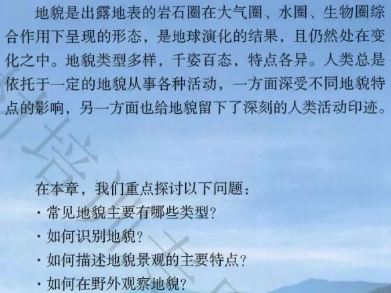 地貌是出露地表的岩石圈在大气圈、水圈、生物圈综
合作用下呈现的形态，是地球演化的结果，且仍然处在变
化之中。地貌类型多样，千姿百态，特点各异。人类总是
依托于一定的地貌从事各种活动，一方面深受不同地貌特
点的影响，另一方面也给地貌留下了深刻的人类活动印迹。
在本章，我们重点探讨以下问题：
·常见地貌主要有哪些类型？
·如何识别地貌？
·如何描述地貌景观的主要特点？
·如何在野外观察地貌？